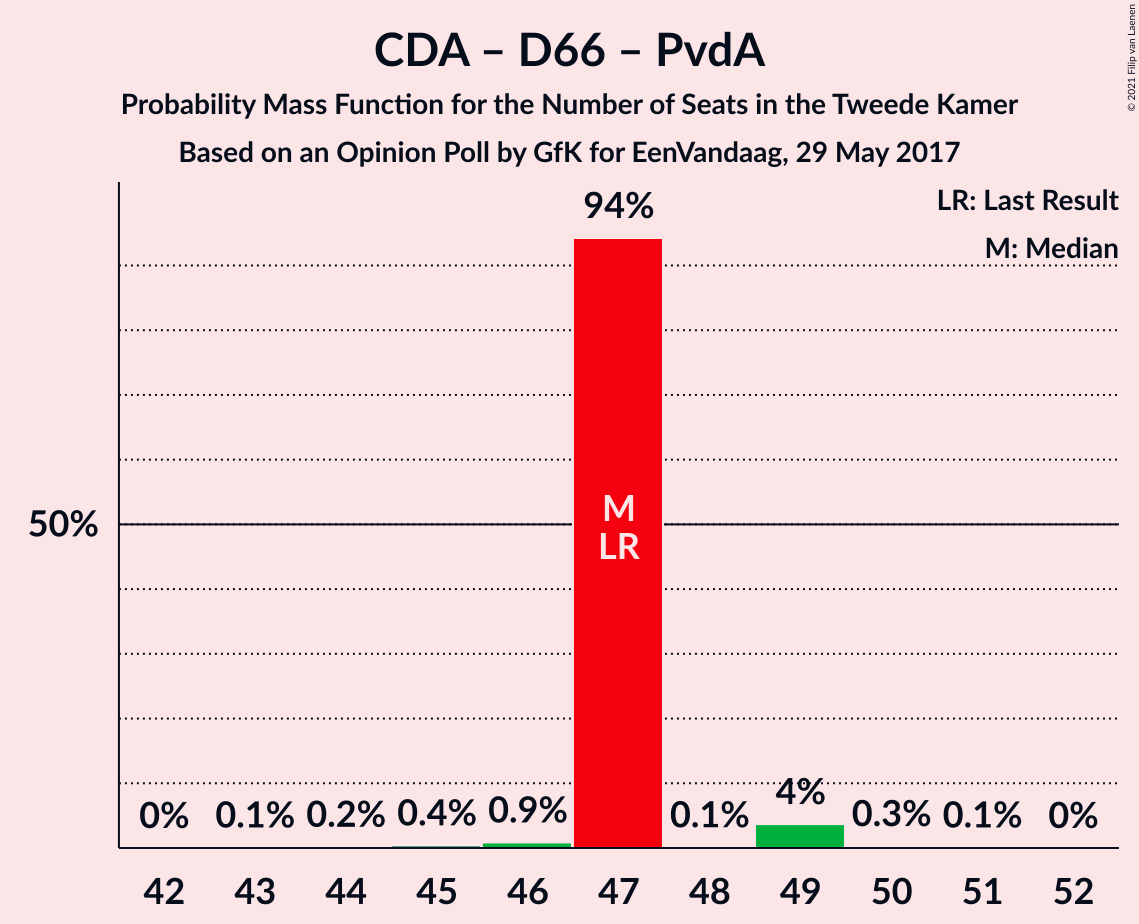 CDA – D66 – PvdA
Probability Mass Function for the Number of Seats in the Tweede Kamer
Based on an Opinion Poll by GfK for EenVandaag, 29 May 2017
© 2021 Filip van Laenen
LR: Last Result
M: Median
94%
50%
M
LR
0% 0.1% 0.2% 0.4% 0.9% 0.1% 4% 0.3% 0.1% 0%
42 43 44 45 46 47 48 49 50 51 52